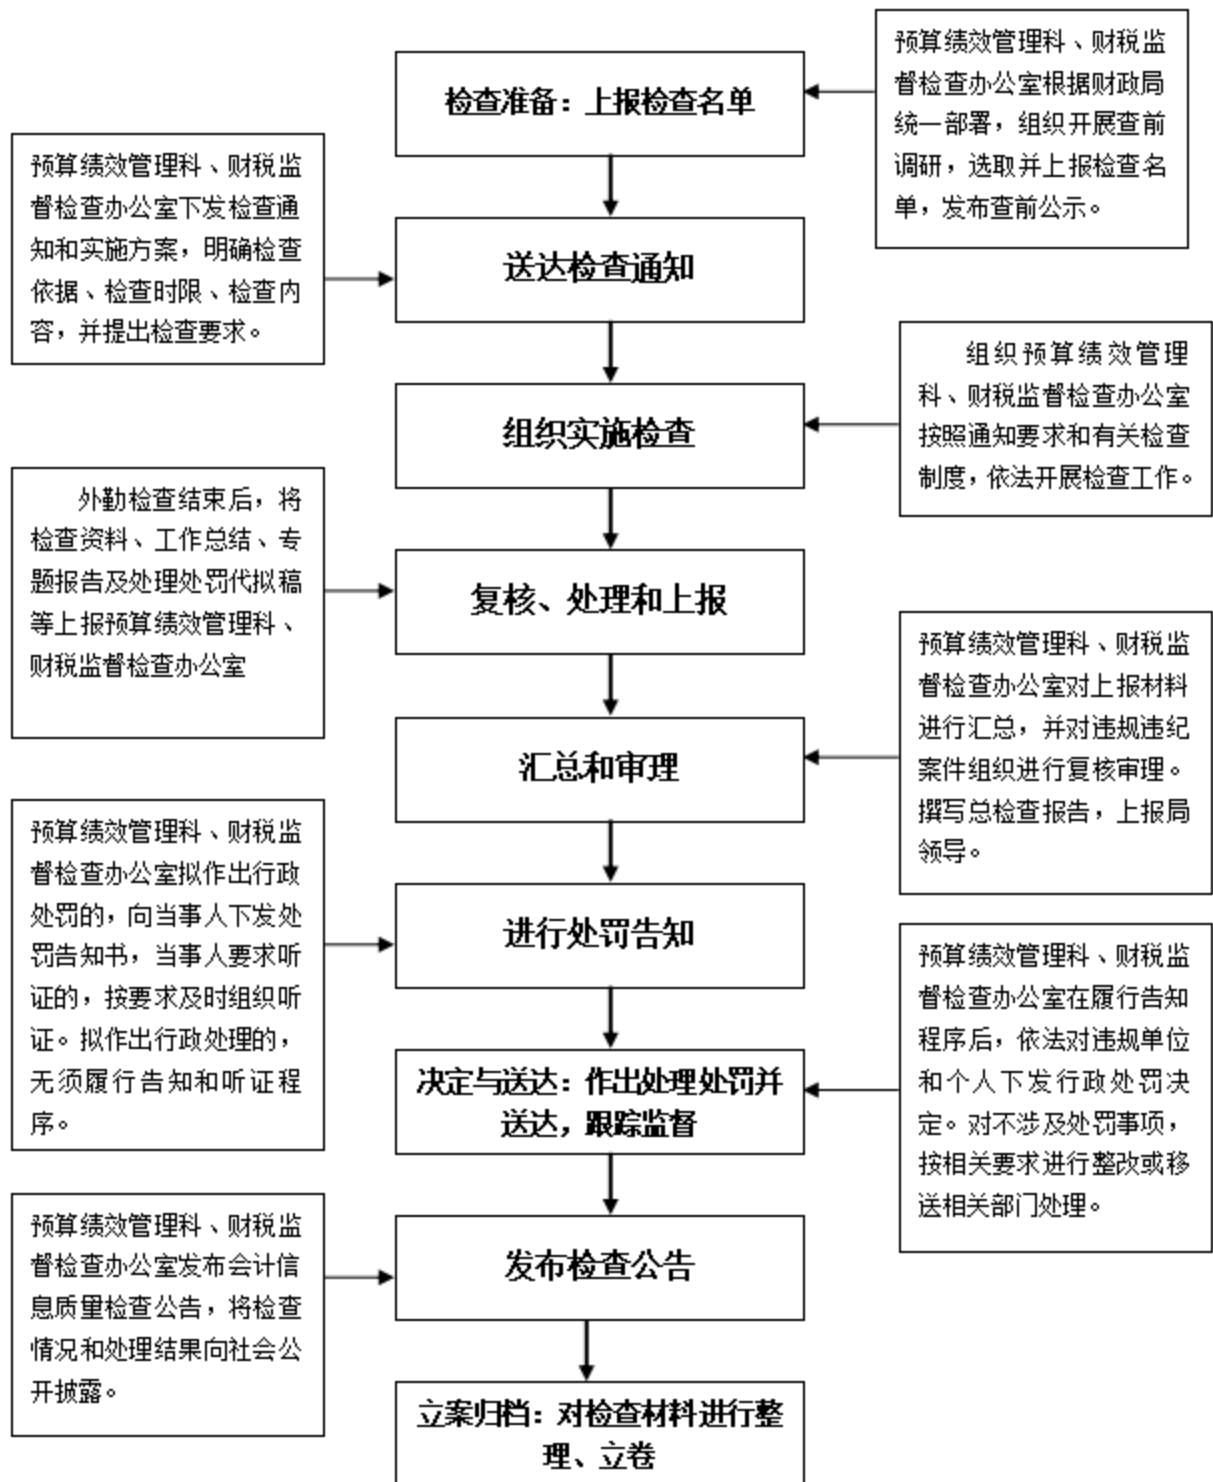 检查准备：上报检查名单
预算绩效管理科、财税监
督检查办公室根据财政局
统一部署，组织开展查前
调研，选取并上报检查名
单，发布查前公示。
预算绩效管理科、财税监
督检查办公室下发检查通
知和实施方案，明确检查
依据、检查时限、检查内
容，并提出检查要求。
送达检查通知
组织实施检查
组织预算绩效管理
科、财税监督检查办公室
按照通知要求和有关检查
制度，依法开展检查工作。
外勤检查结束后，将
检查资料、工作总结、专
题报告及处理处罚代拟稿
等上报预算绩效管理科、
财税监督检查办公室
复核、处理和上报
汇总和审理
预算绩效管理科、财税监
督检查办公室对上报材料
进行汇总，并对违规违纪
案件组织进行复核审理。
撰写总检查报告，上报局
领导。
预算绩效管理科、财税监
督检查办公室拟作出行政
处罚的，向当事人下发处
罚告知书，当事人要求听
证的，按要求及时组织听
证。拟作出行政处理的，
无须履行告知和听证程
序。
进行处罚告知
决定与送达：作出处理处罚并
送达，跟踪监督
预算绩效管理科、财税监
督检查办公室在履行告知
程序后，依法对违规单位
和个人下发行政处罚决
定。对不涉及处罚事项，
按相关要求进行整改或移
送相关部门处理。
预算绩效管理科、财税监
督检查办公室发布会计信
息质量检查公告，将检查
情况和处理结果向社会公
开披露。
发布检查公告
立案归档：对检查材料进行整
理、立卷